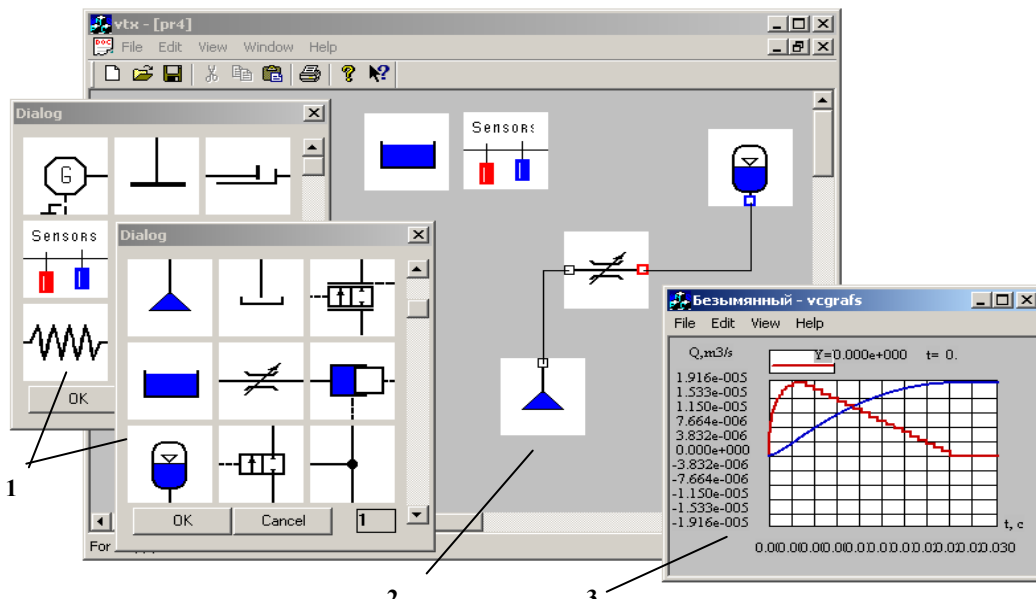 vtx - [pr4]
File Edit View Window Help
Dialog
G
Sensors
OK
Dialog
OK Cancel 1
Sensors
Безымянный - vcgrafs
File Edit View Help
Q,m3/s
Y=0.000e+000 t= 0.
1.916e-005
1.533e-005
1.150e-005
7.664e-006
3.832e-006
0.000e+000
-3.832e-006
-7.664e-006
-1.150e-005
-1.533e-005
-1.916e-005
t, c
For
1
2
3